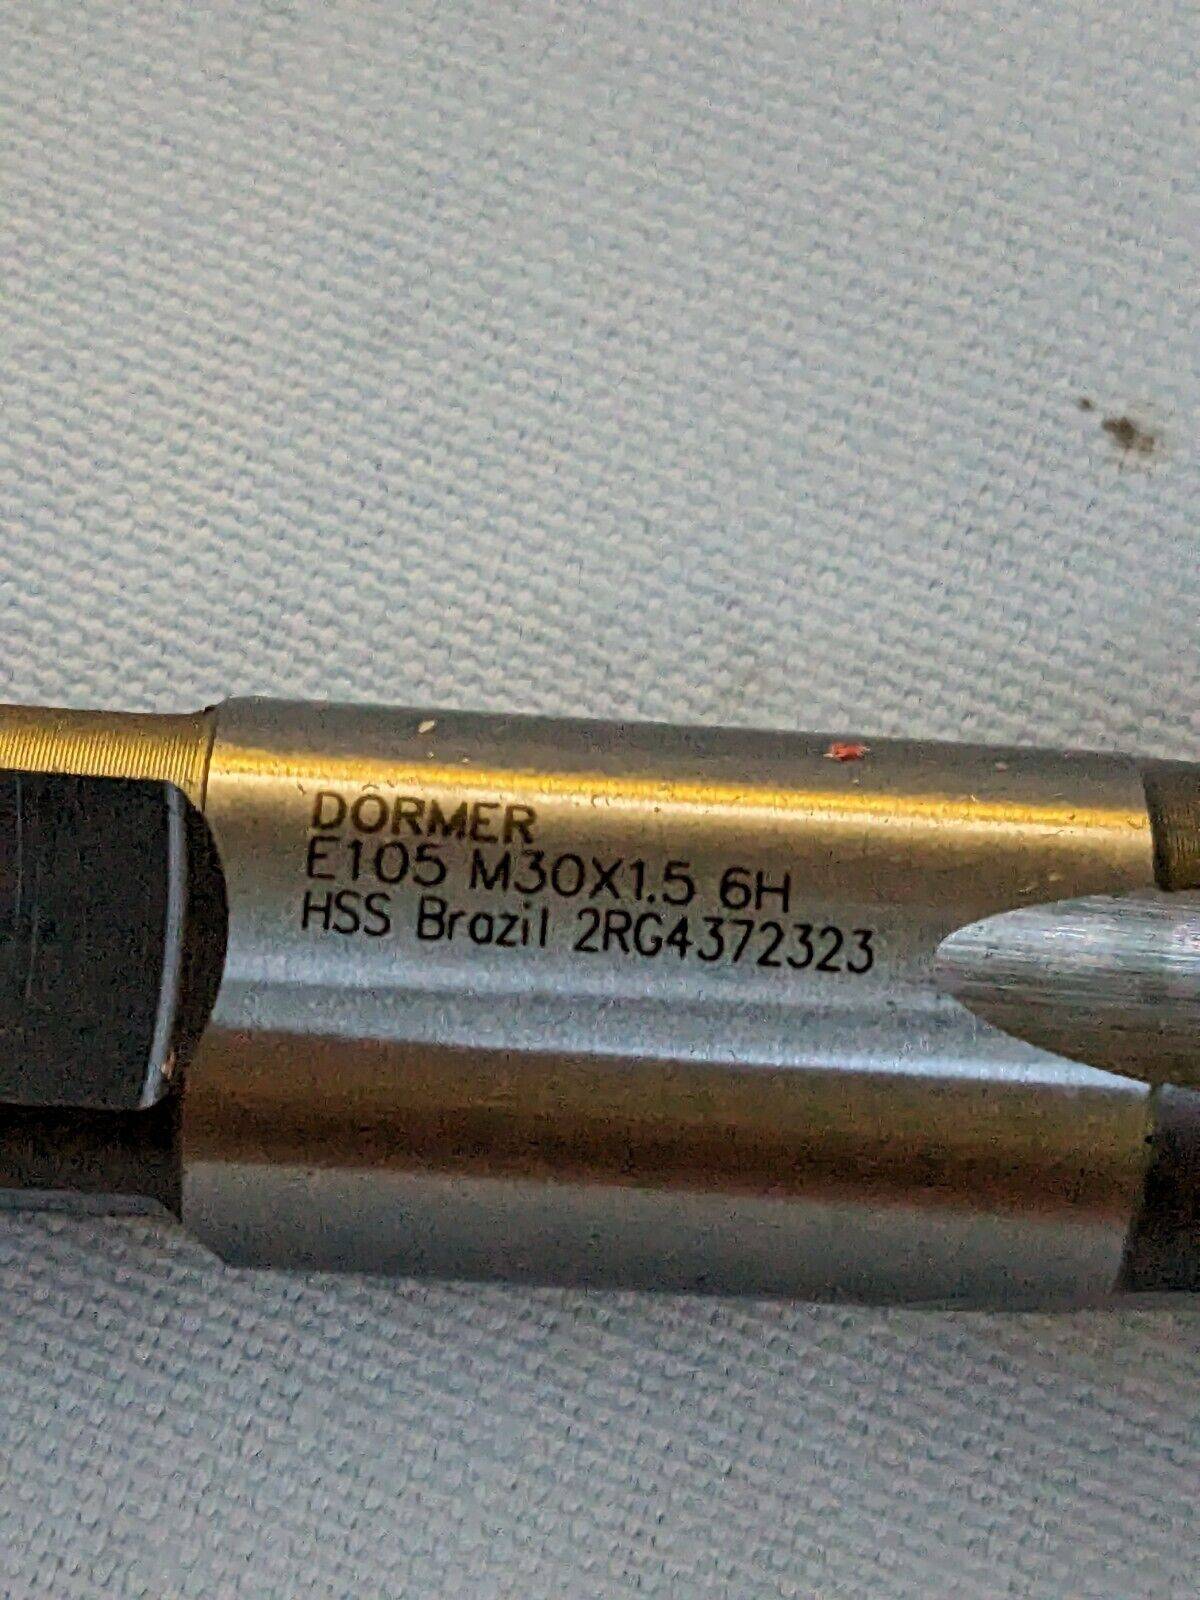 DORMER
E105 M30X1.5 6H
HSS Brazil 2RG4372323